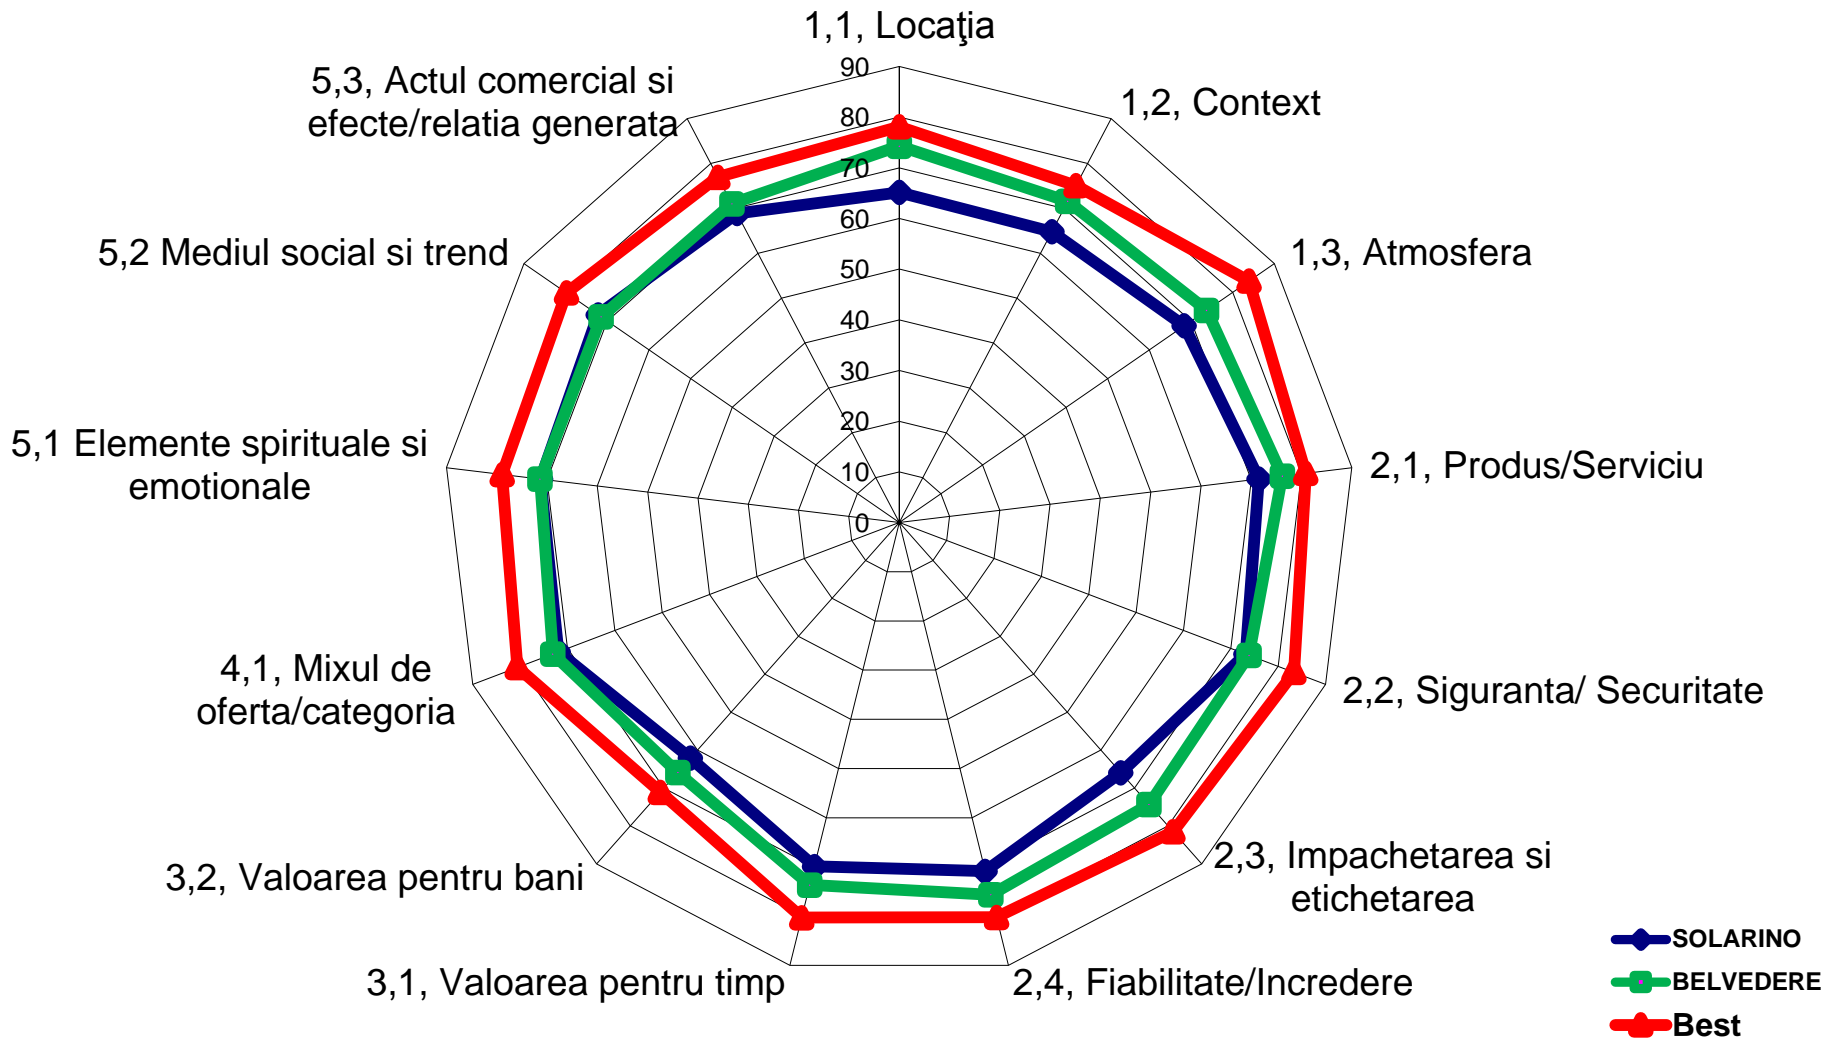 1,1, Locaţia
1,2, Context
1,3, Atmosfera
2,1, Produs/Serviciu
2,2, Siguranta/ Securitate
2,3, Impachetarea si
etichetarea
2,4, Fiabilitate/Incredere
3,1, Valoarea pentru timp
3,2, Valoarea pentru bani
4,1, Mixul de
oferta/categoria
5,1 Elemente spirituale si
emotionale
5,2 Mediul social si trend
5,3, Actul comercial si
efecte/relatia generata
90
80
70
60
50
40
30
20
10
0
SOLARINO
BELVEDERE
Best